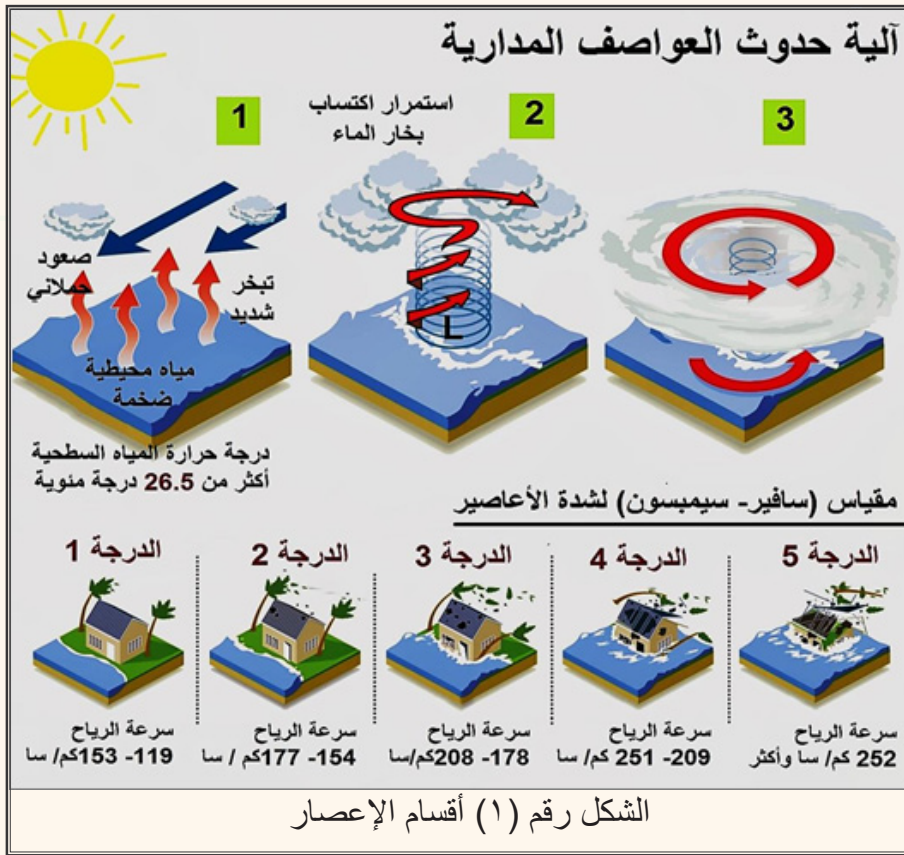 آلية حدوث العواصف المدارية
1
2
3
استمرار اكتساب
بخار الماء
صعود
حملاني
تبخر
شديد
مياه محيطية
ضخمة
L
درجة حرارة المياه السطحية
أكثر من 26.5 درجة مئوية
مقياس (سافير- سيمبسون) لشدة الأعاصير
الدرجة 1
الدرجة 2
الدرجة 3
الدرجة 4
الدرجة 5
سرعة الرياح
119- 153كم/ سا
سرعة الرياح
154- 177كم / سا
سرعة الرياح
178- 208كم/سا
سرعة الرياح
209- 251 كم/ سا
سرعة الرياح
252 كم/ سا وأكثر
الشكل رقم (١) أقسام الإعصار